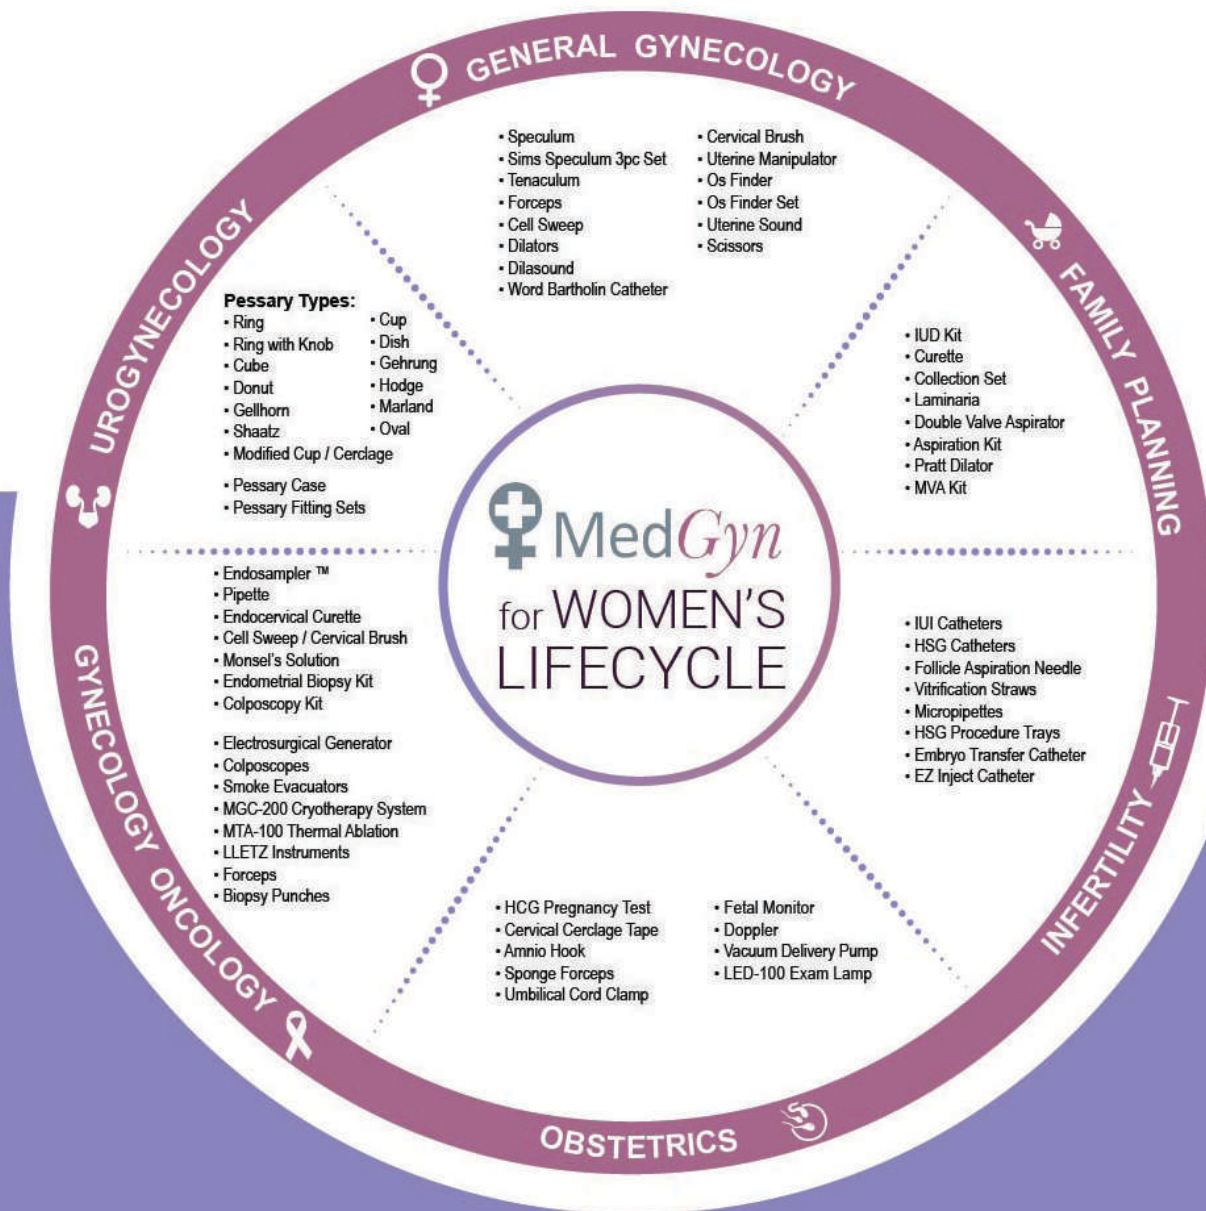 GENERAL GYNECOLOGY
• Speculum
• Sims Speculum 3pc Set
• Tenaculum
• Forceps
• Cell Sweep
• Dilators
• Dilasound
• Word Bartholin Catheter
• Cervical Brush
• Uterine Manipulator
• Os Finder
• Os Finder Set
• Uterine Sound
• Scissors
FAMILY PLANNING
• IUD Kit
• Curette
• Collection Set
• Laminaria
• Double Valve Aspirator
• Aspiration Kit
• Pratt Dilator
• MVA Kit
INFERTILITY
• IUI Catheters
• HSG Catheters
• Follicle Aspiration Needle
• Vitrification Straws
• Micropipettes
• HSG Procedure Trays
• Embryo Transfer Catheter
• EZ Inject Catheter
OBSTETRICS
• HCG Pregnancy Test
• Cervical Cerclage Tape
• Amnio Hook
• Sponge Forceps
• Umbilical Cord Clamp
• Fetal Monitor
• Doppler
• Vacuum Delivery Pump
• LED-100 Exam Lamp
GYNECOLOGY ONCOLOGY
• Endosampler ™
• Pipette
• Endocervical Curette
• Cell Sweep / Cervical Brush
• Monsel's Solution
• Endometrial Biopsy Kit
• Colposcopy Kit
• Electrosurgical Generator
• Colposcopes
• Smoke Evacuators
• MGC-200 Cryotherapy System
• MTA-100 Thermal Ablation
• LLETZ Instruments
• Forceps
• Biopsy Punches
UROGYNECOLOGY
Pessary Types:
• Ring
• Ring with Knob
• Cube
• Donut
• Gellhorn
• Shaatz
• Modified Cup / Cerclage
• Cup
• Dish
• Gehrung
• Hodge
• Marland
• Oval
• Pessary Case
• Pessary Fitting Sets
MedGyn
for WOMEN'S
LIFECYCLE